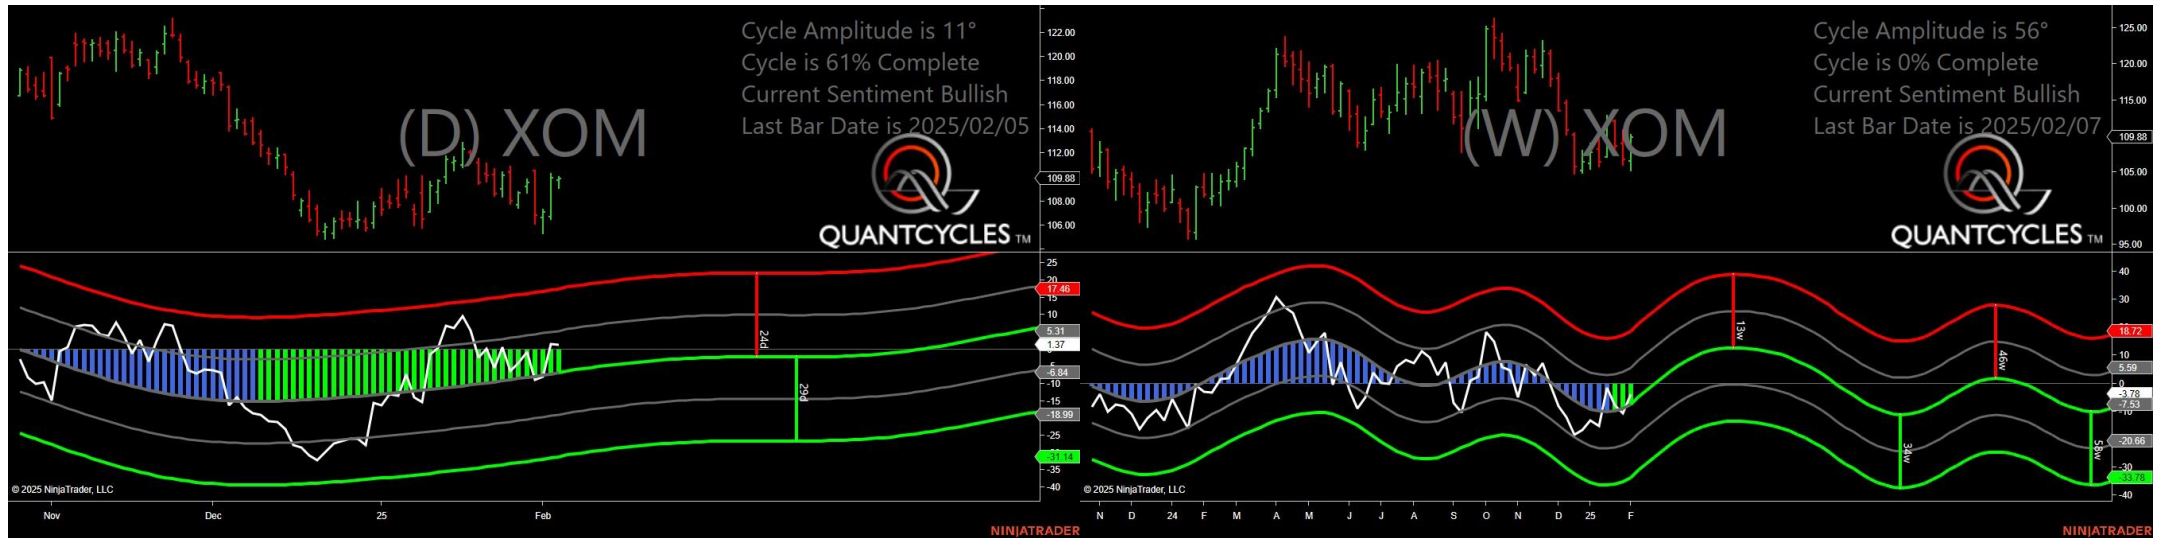 Cycle Amplitude is 11°
Cycle is 61% Complete
Current Sentiment Bullish
Last Bar Date is 2025/02/05
(D) XOM
QUANTCYCLES TM
122.00
120.00
118.00
116.00
114.00
112.00
109.88
108.00
106.00
25
20
17.46
15
10
5.31
1.37
-6.84
-10
-15
-18.99
-25
-31.14
-35
-40
24d
29d
© 2025 NinjaTrader, LLC
Nov
Dec
25
Feb
NINJATRADER
Cycle Amplitude is 56°
Cycle is 0% Complete
Current Sentiment Bullish
Last Bar Date is 2025/02/07
(W) XOM
QUANTCYCLES TM
125.00
120.00
115.00
109.88
105.00
100.00
95.00
40
30
18.72
10
5.59
0
-3.78
-7.53
-20.66
-30
-33.78
-40
13w
34w
46w
58w
© 2025 NinjaTrader, LLC
N D 24 F M A M J J A S O N D 25 F
NINJATRADER